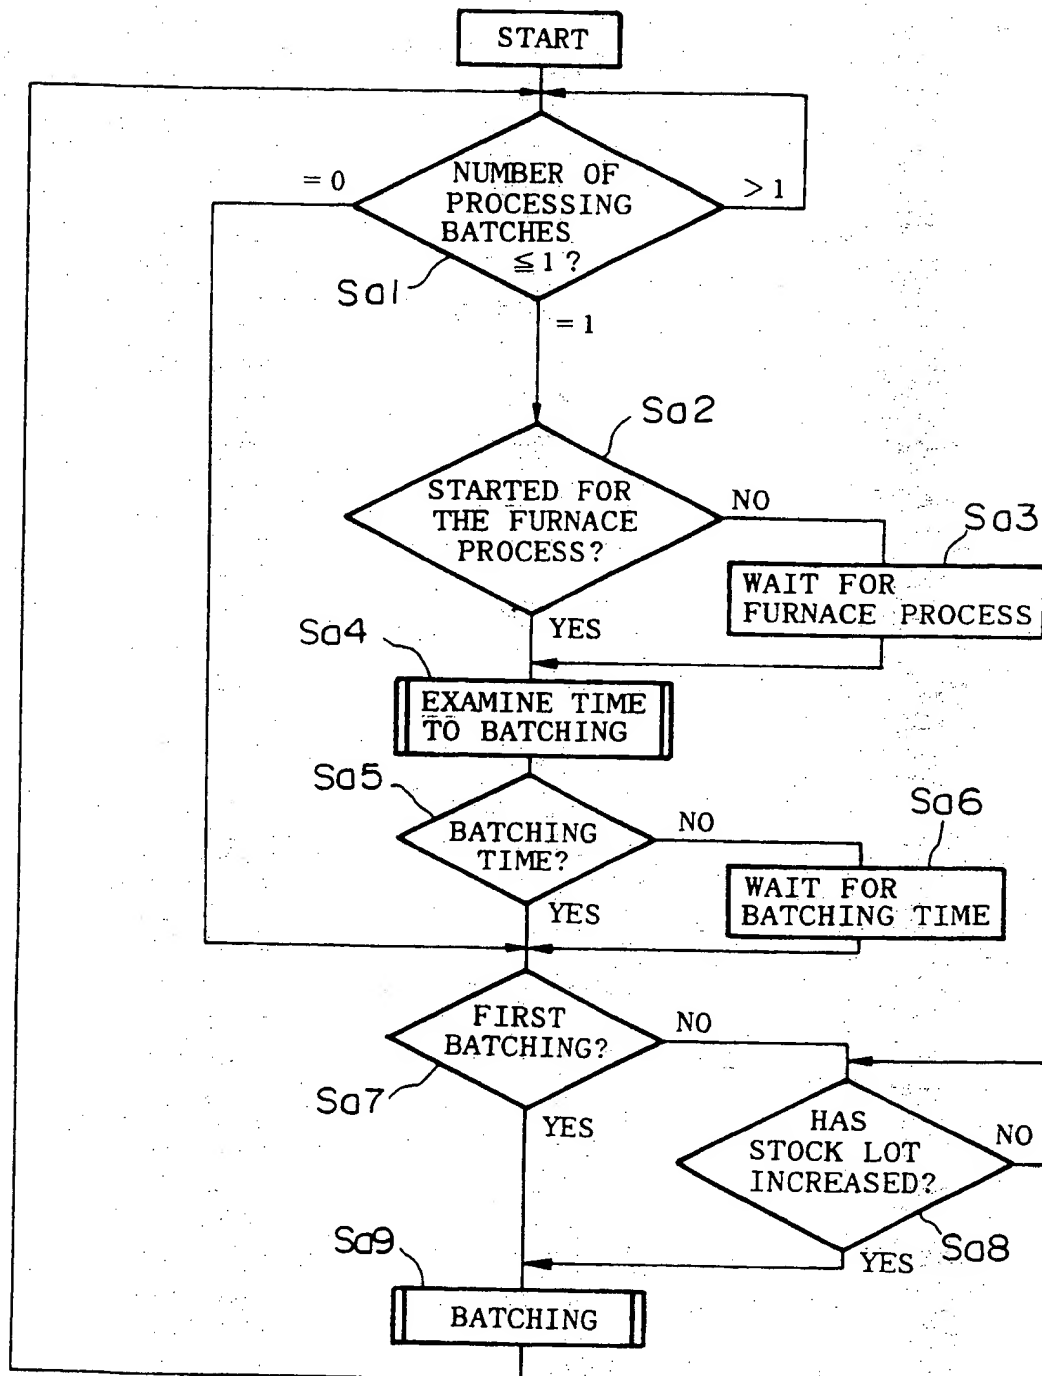 START
= 0
NUMBER OF
PROCESSING
BATCHES
≦ 1 ?
> 1
Sa1
= 1
Sa2
STARTED FOR
THE FURNACE
PROCESS?
NO
Sa3
WAIT FOR
FURNACE PROCESS
YES
Sa4
EXAMINE TIME
TO BATCHING
Sa5
BATCHING
TIME?
NO
Sa6
WAIT FOR
BATCHING TIME
YES
FIRST
BATCHING?
NO
Sa7
YES
HAS
STOCK LOT
INCREASED?
NO
Sa8
YES
Sa9
BATCHING